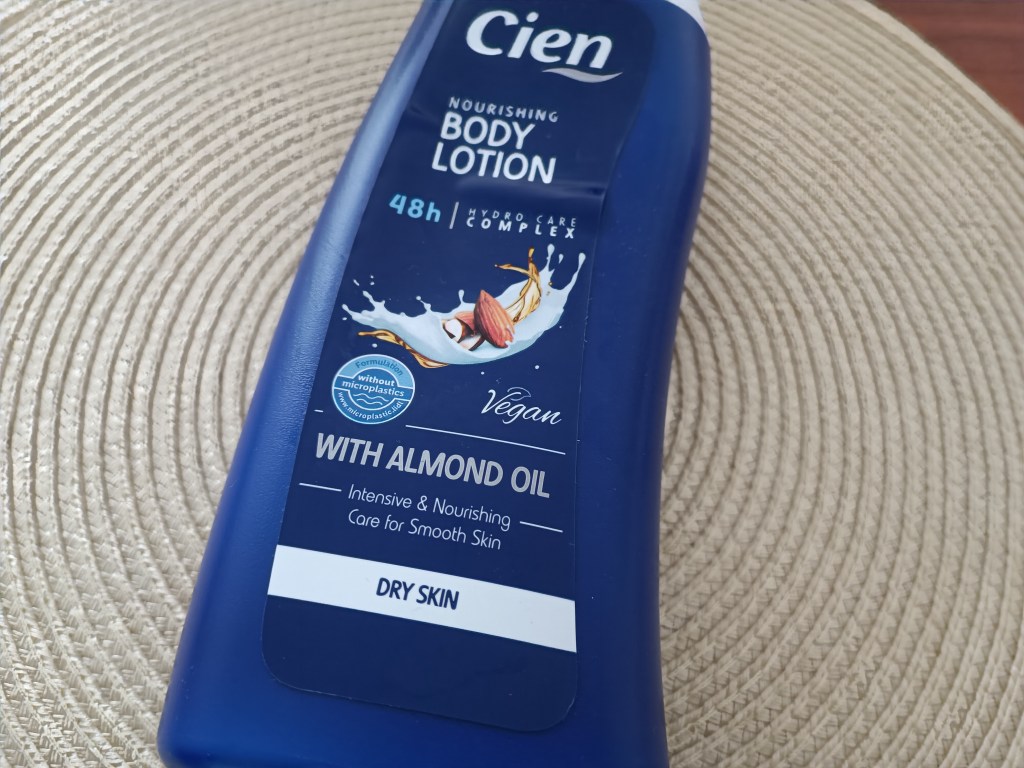 Cien
NOURISHING
BODY
LOTION
48h | HYDRO CARE
COMPLEX
Formulation
without
microplastics
www.microplastic.lidl
Vegan
WITH ALMOND OIL
Intensive & Nourishing
Care for Smooth Skin
DRY SKIN